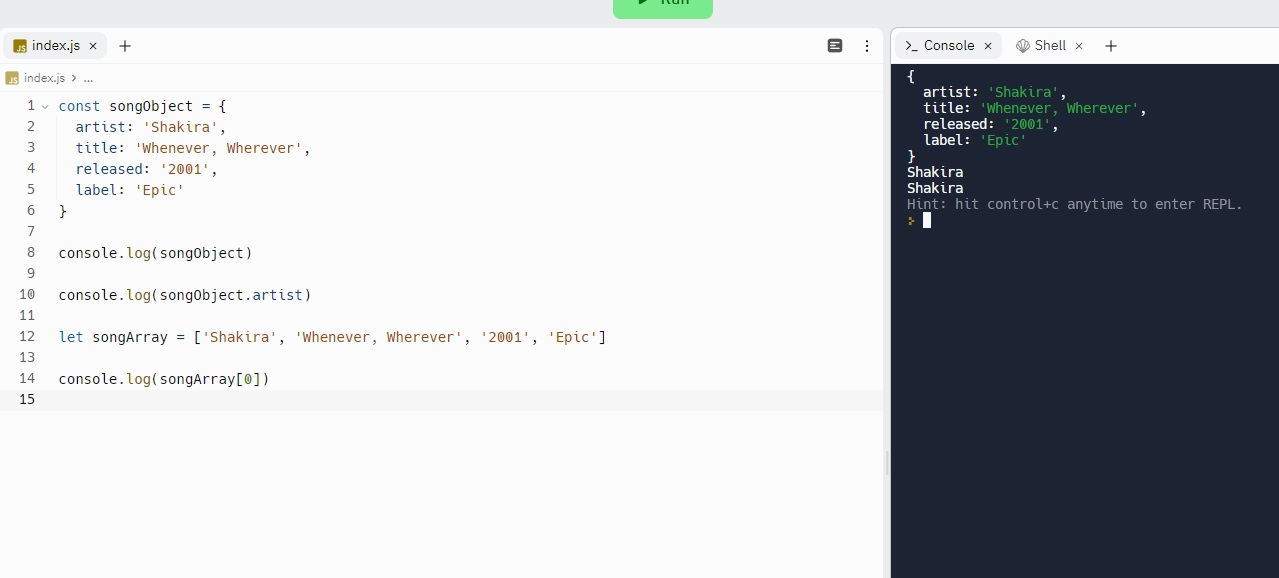 Run
index.js × +
index.js > ...
1 const songObject = {
2 artist: 'Shakira',
3 title: 'Whenever, Wherever',
4 released: '2001',
5 label: 'Epic'
6 }
7
8 console.log(songObject)
9
10 console.log(songObject.artist)
11
12 let songArray = ['Shakira', 'Whenever, Wherever', '2001', 'Epic']
13
14 console.log(songArray[0])
15
>_ Console × Shell × +
{
artist: 'Shakira',
title: 'Whenever, Wherever',
released: '2001',
label: 'Epic'
}
Shakira
Shakira
Hint: hit control+c anytime to enter REPL.